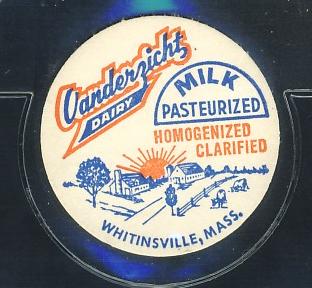 Vanderzicht
DAIRY
MILK
PASTEURIZED
HOMOGENIZED
CLARIFIED
WHITINSVILLE, MASS.